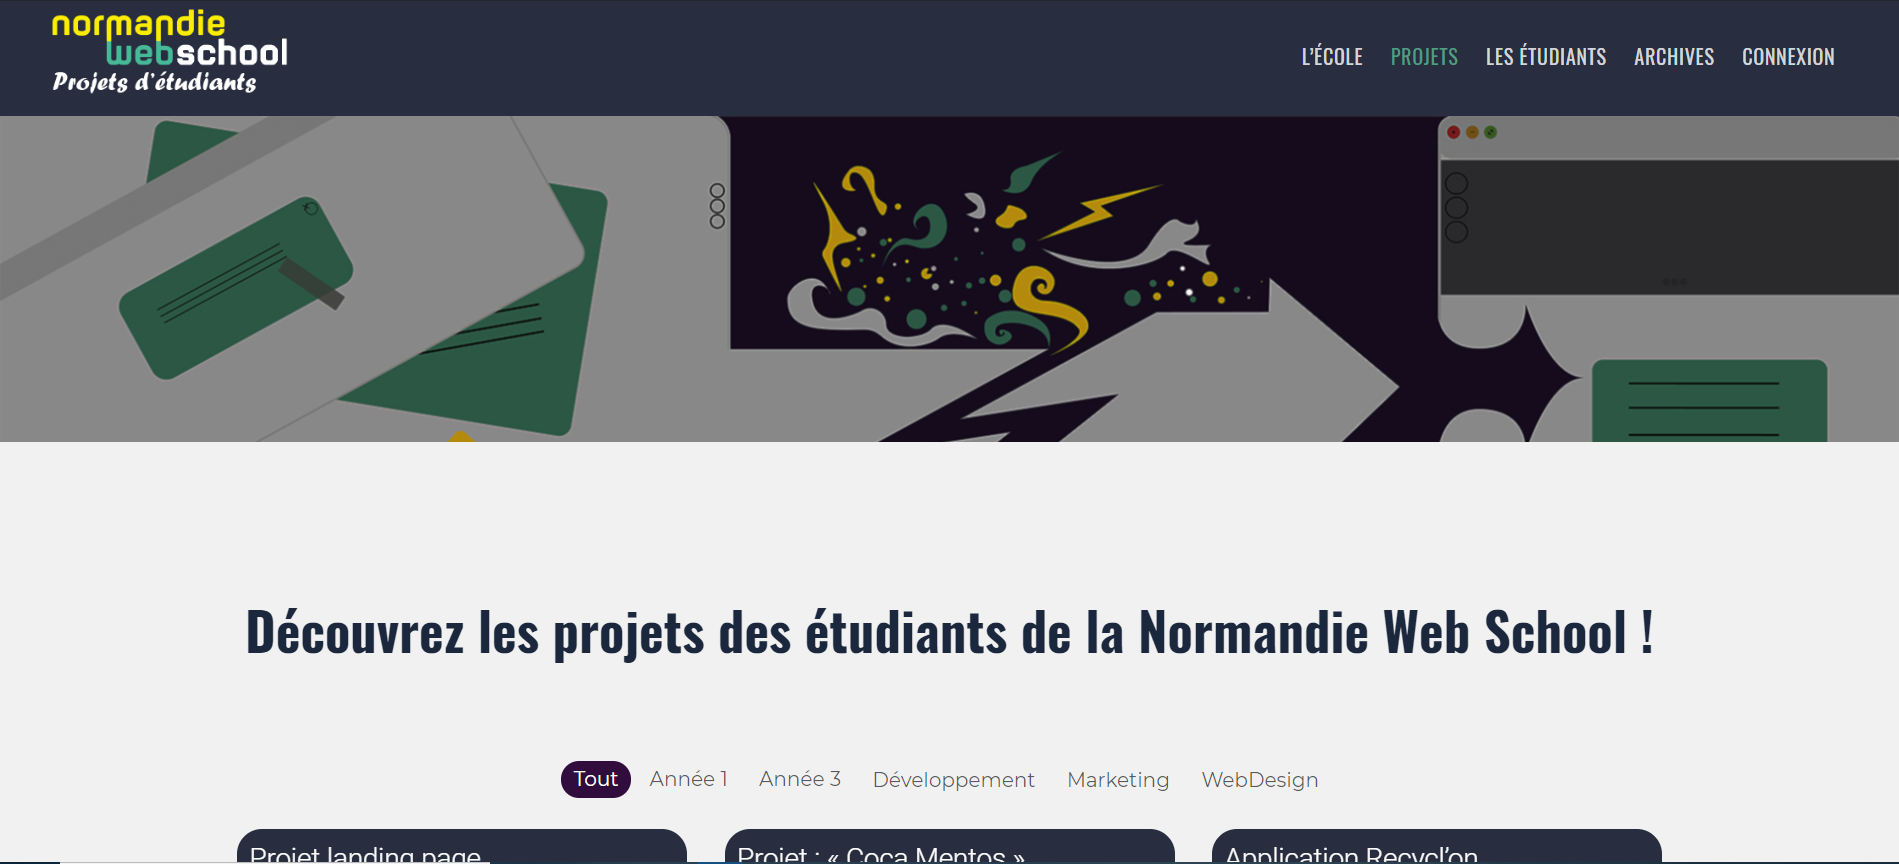 normandie
webschool
Projets d'étudiants
L'ÉCOLE PROJETS LES ÉTUDIANTS ARCHIVES CONNEXION
Découvrez les projets des étudiants de la Normandie Web School !
Tout Année 1 Année 3 Développement Marketing WebDesign
Projet landing page
Projet : « Coca Mentos »
Application Recycl'on